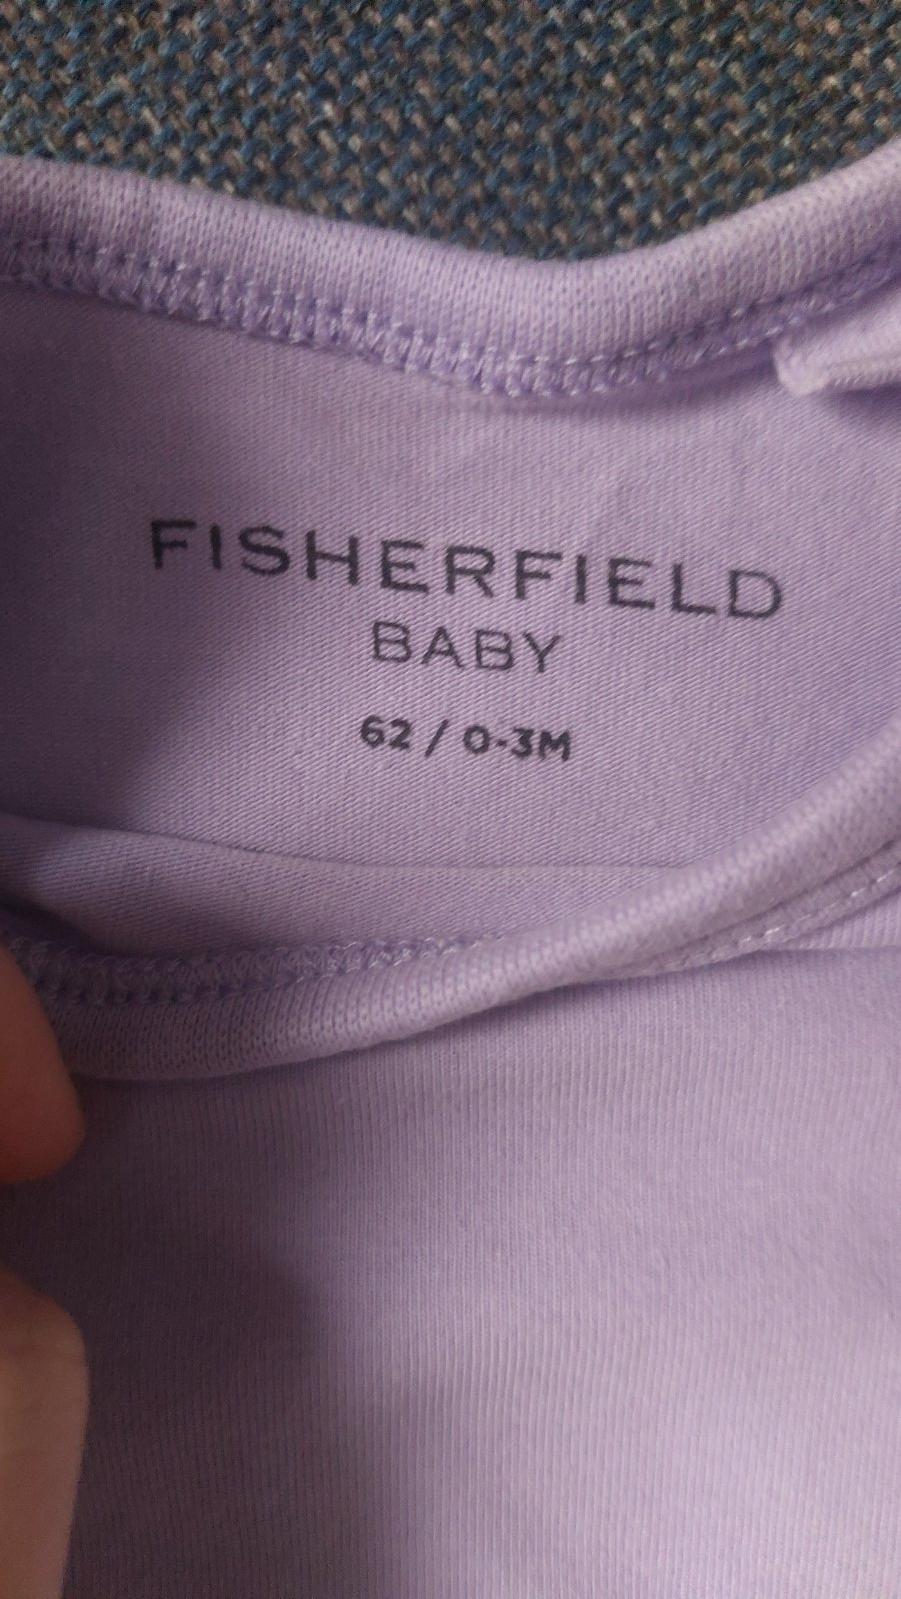 FISHERFIELD
BABY
62 / 0-3M